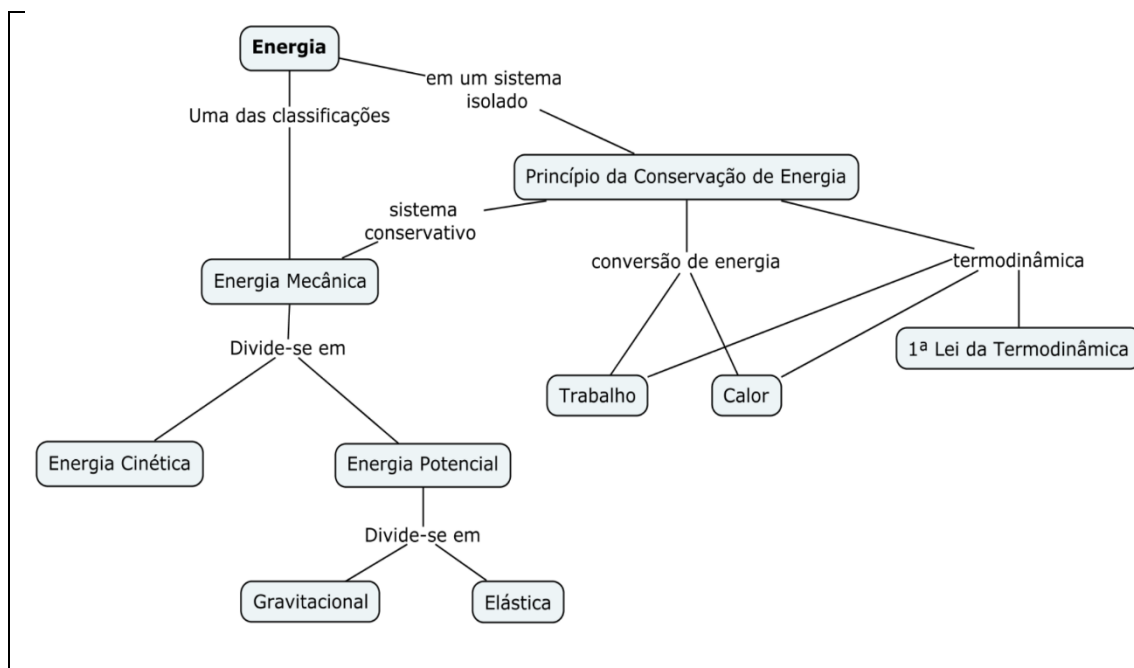 Energia
em um sistema
isolado
Uma das classificações
Princípio da Conservação de Energia
sistema
conservativo
conversão de energia
termodinâmica
Energia Mecânica
Divide-se em
1ª Lei da Termodinâmica
Trabalho
Calor
Energia Cinética
Energia Potencial
Divide-se em
Gravitacional
Elástica